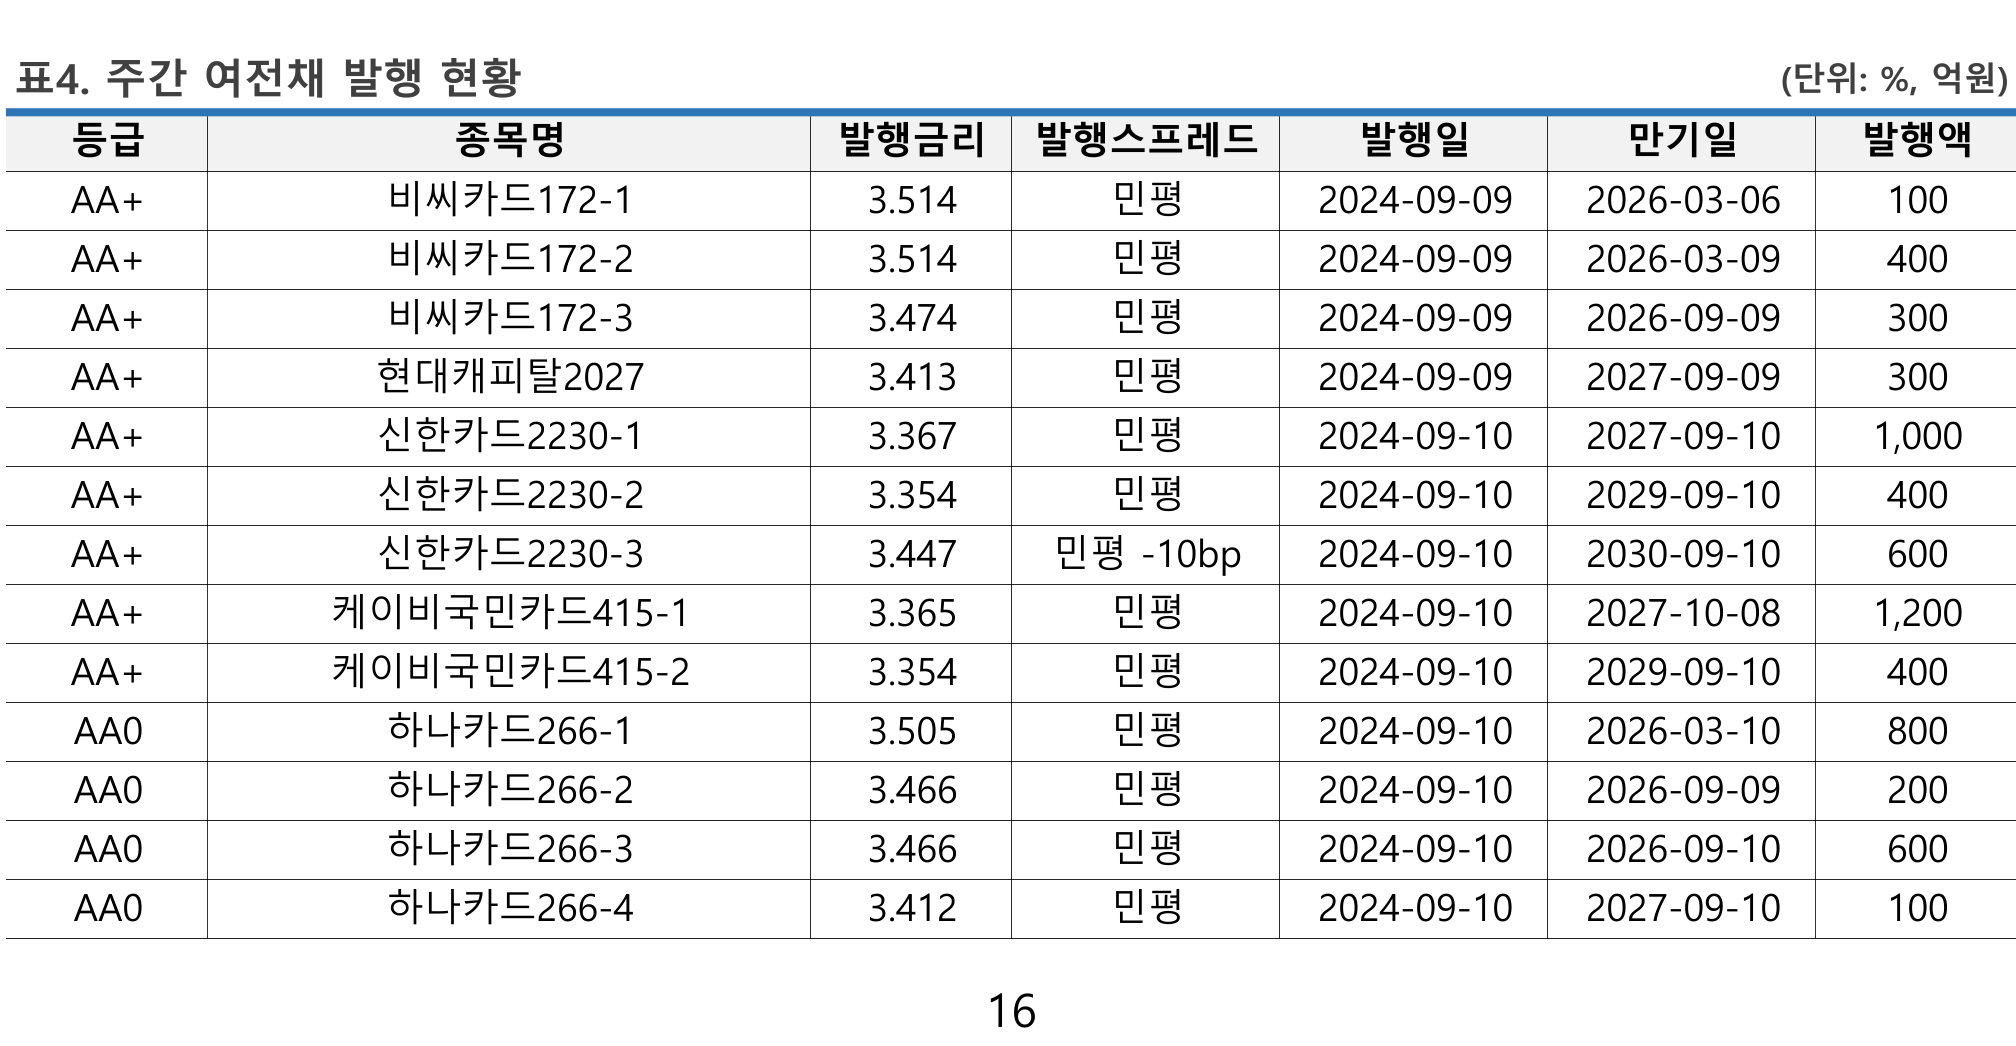 표4. 주간 여전채 발행 현황 (단위: %, 억원)
등급 종목명 발행금리 발행스프레드 발행일 만기일 발행액
AA+ 비씨카드172-1 3.514 민평 2024-09-09 2026-03-06 100
AA+ 비씨카드172-2 3.514 민평 2024-09-09 2026-03-09 400
AA+ 비씨카드172-3 3.474 민평 2024-09-09 2026-09-09 300
AA+ 현대캐피탈2027 3.413 민평 2024-09-09 2027-09-09 300
AA+ 신한카드2230-1 3.367 민평 2024-09-10 2027-09-10 1,000
AA+ 신한카드2230-2 3.354 민평 2024-09-10 2029-09-10 400
AA+ 신한카드2230-3 3.447 민평 -10bp 2024-09-10 2030-09-10 600
AA+ 케이비국민카드415-1 3.365 민평 2024-09-10 2027-10-08 1,200
AA+ 케이비국민카드415-2 3.354 민평 2024-09-10 2029-09-10 400
AA0 하나카드266-1 3.505 민평 2024-09-10 2026-03-10 800
AA0 하나카드266-2 3.466 민평 2024-09-10 2026-09-09 200
AA0 하나카드266-3 3.466 민평 2024-09-10 2026-09-10 600
AA0 하나카드266-4 3.412 민평 2024-09-10 2027-09-10 100
16